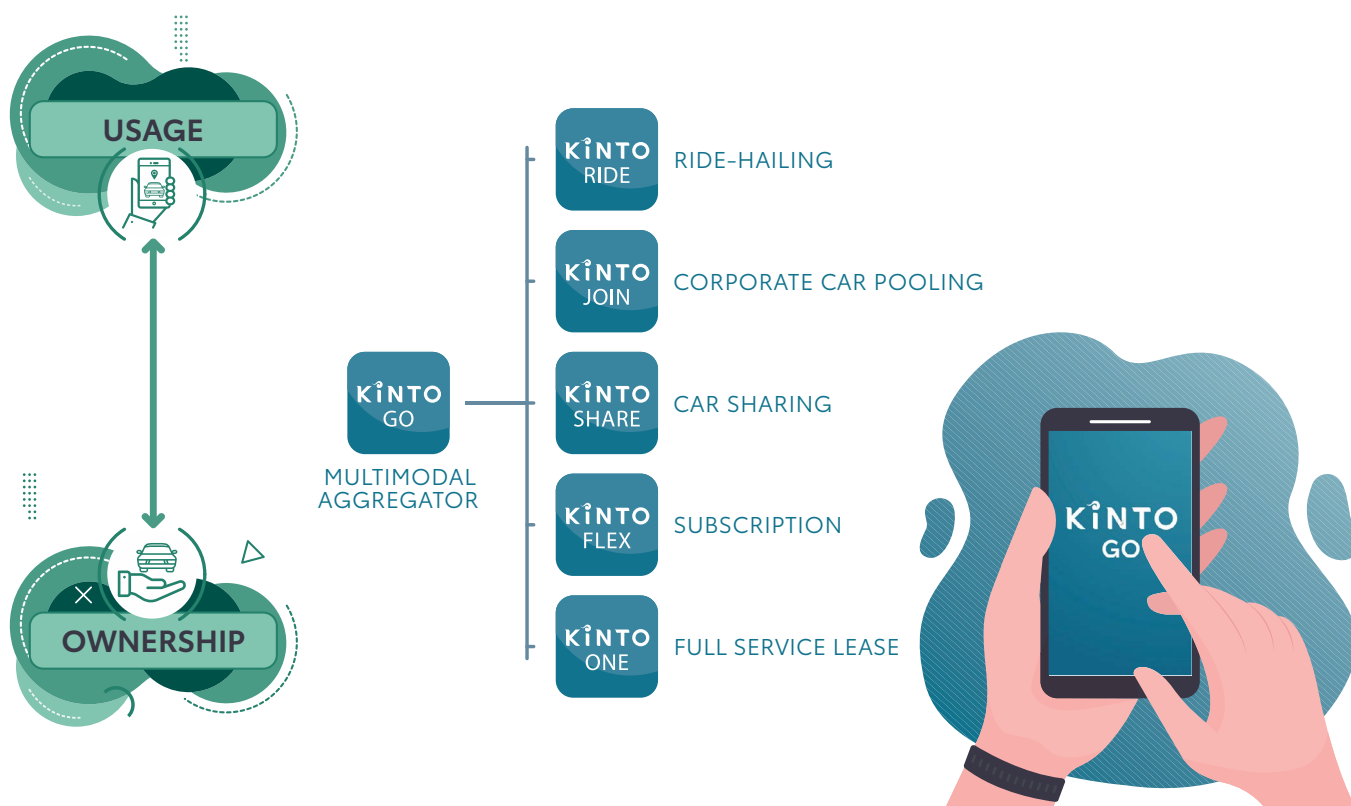 USAGE
KINTO
RIDE
RIDE-HAILING
KINTO
JOIN
CORPORATE CAR POOLING
KINTO
GO
MULTIMODAL
AGGREGATOR
KINTO
SHARE
CAR SHARING
KINTO
FLEX
SUBSCRIPTION
KINTO
ONE
FULL SERVICE LEASE
OWNERSHIP
KINTO
GO